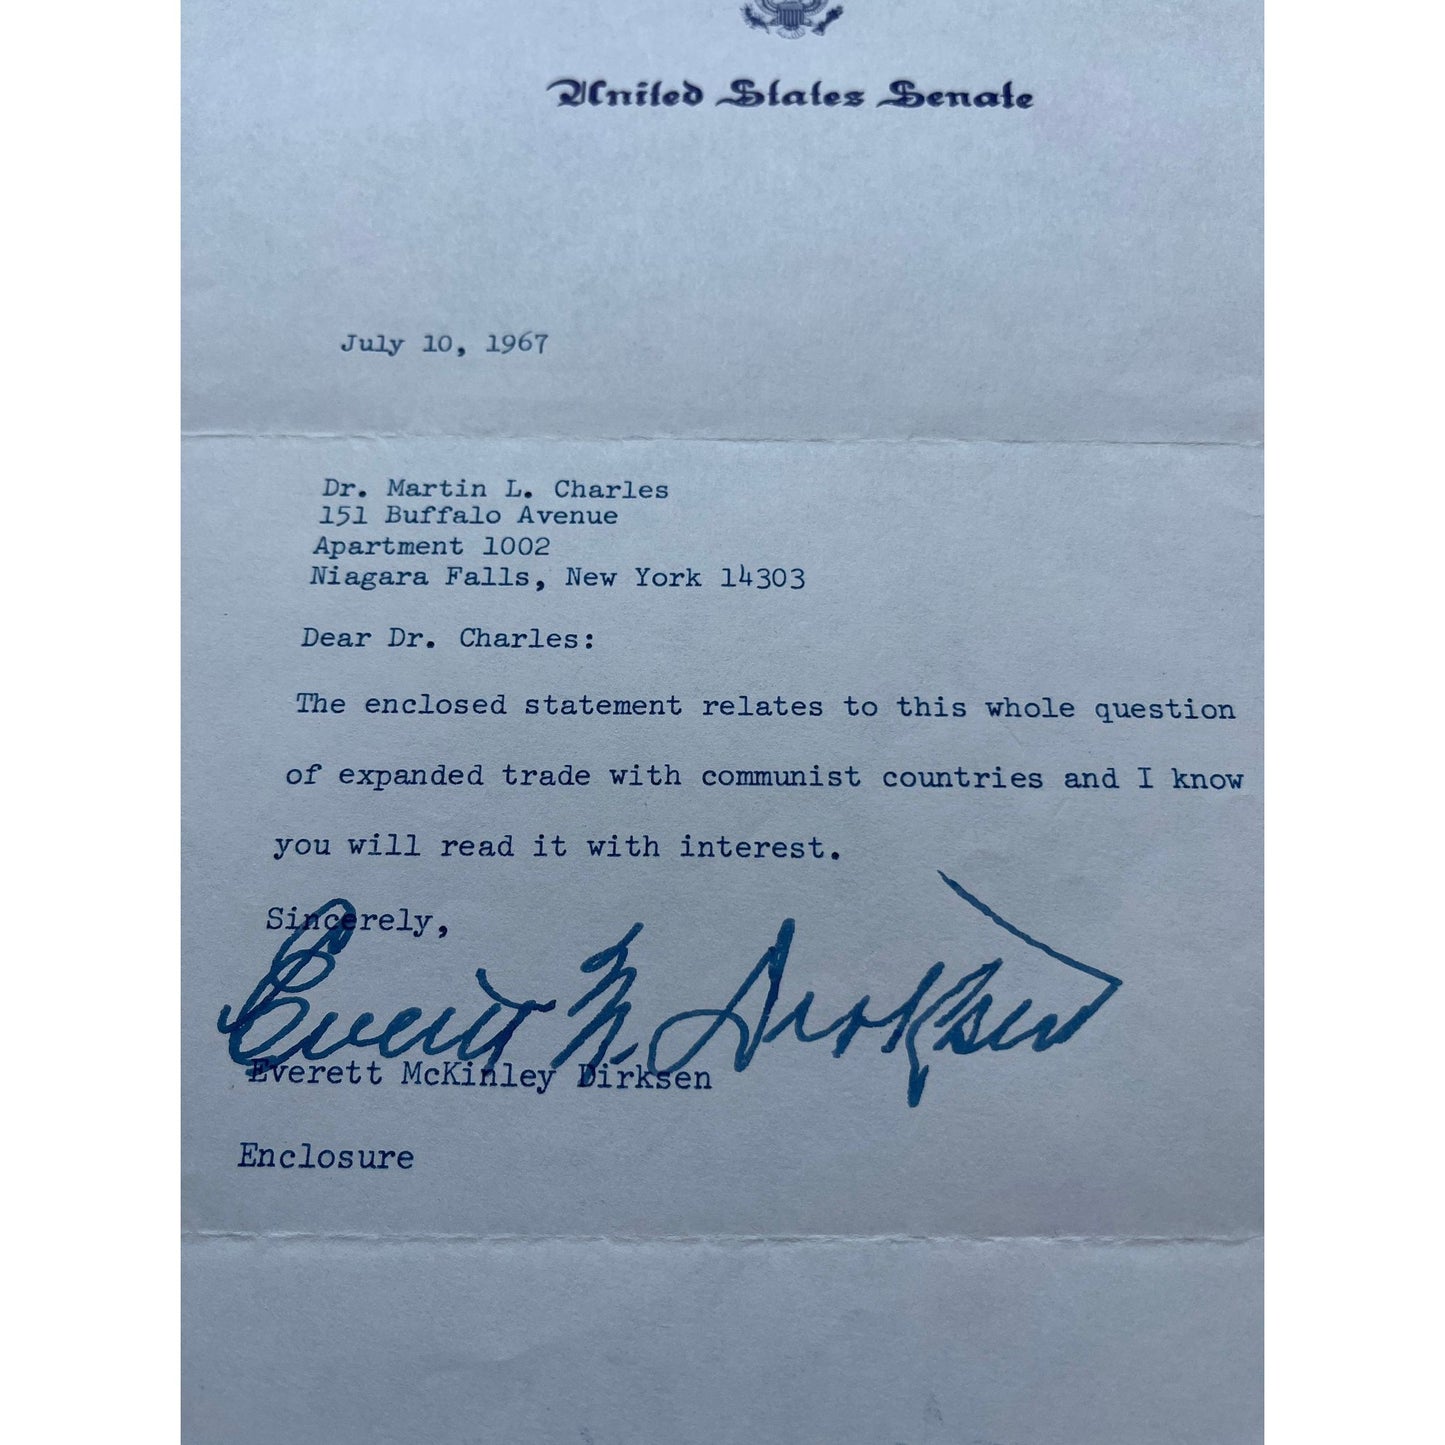 United States Senate
July 10, 1967
Dr. Martin L. Charles
151 Buffalo Avenue
Apartment 1002
Niagara Falls, New York 14303
Dear Dr. Charles:
The enclosed statement relates to this whole question
of expanded trade with communist countries and I know
you will read it with interest.
Sincerely,
Everett M. Dirksen
Everett McKinley Dirksen
Enclosure